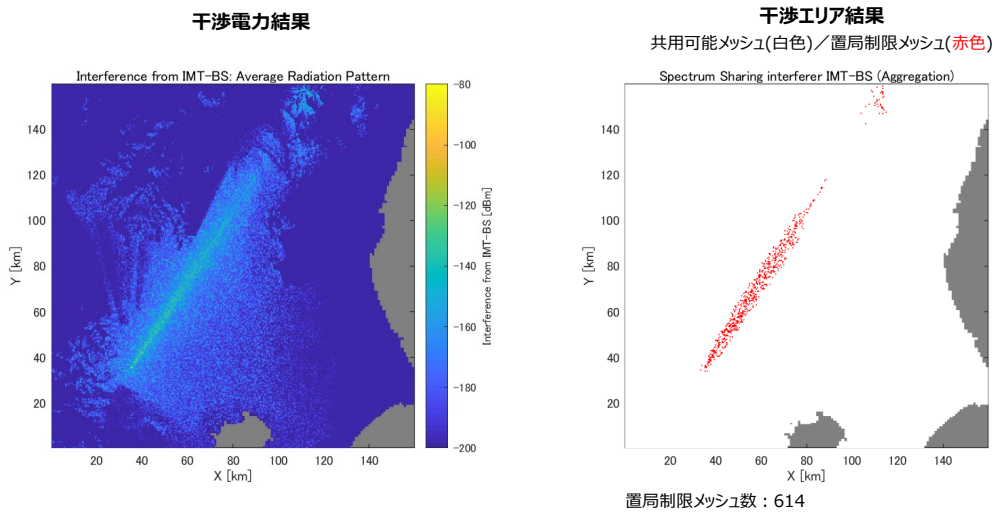 干渉電力結果
Interference from IMT-BS: Average Radiation Pattern
Y [km]
140
120
100
80
60
40
20
20 40 60 80 100 120 140
X [km]
-80
-100
-120
-140
-160
-180
-200
Interference from IMT-BS [dBm]
干渉エリア結果
共用可能メッシュ(白色)／置局制限メッシュ(赤色)
Spectrum Sharing interferer IMT-BS (Aggregation)
Y [km]
140
120
100
80
60
40
20
20 40 60 80 100 120 140
X [km]
置局制限メッシュ数：614